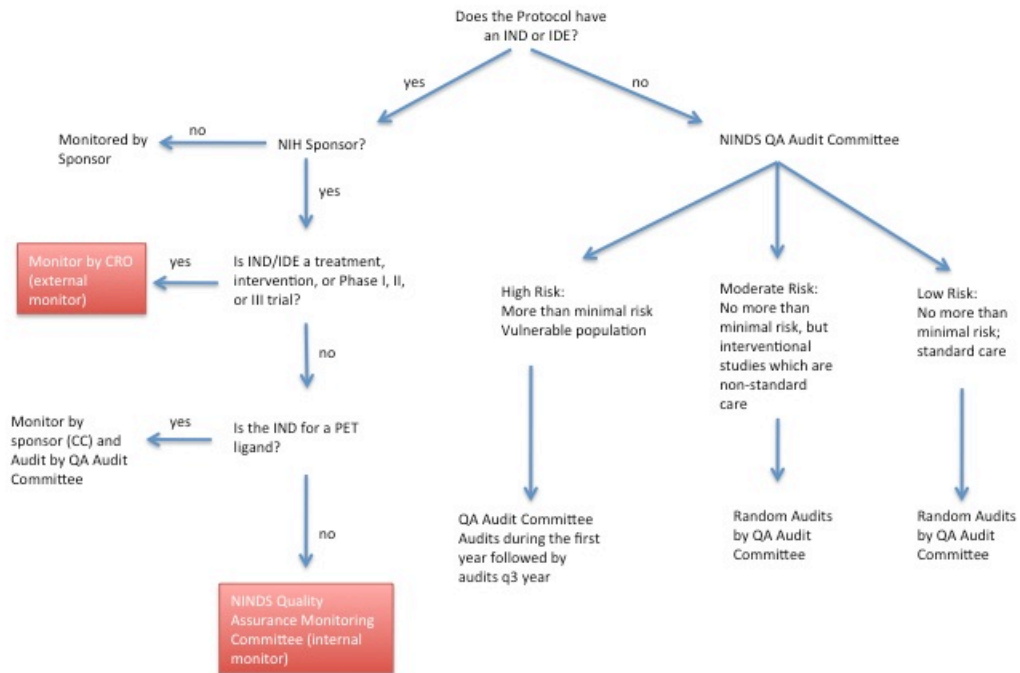 Does the Protocol have
an IND or IDE?
yes
no
Monitored by
Sponsor
no
NIH Sponsor?
NINDS QA Audit Committee
yes
Monitor by CRO
(external
monitor)
yes
Is IND/IDE a treatment,
intervention, or Phase I, II,
or III trial?
High Risk:
More than minimal risk
Vulnerable population
Moderate Risk:
No more than
minimal risk, but
interventional
studies which are
non-standard
care
Low Risk:
No more than
minimal risk;
standard care
no
Monitor by
sponsor (CC) and
Audit by QA Audit
Committee
yes
Is the IND for a PET
ligand?
no
QA Audit Committee
Audits during the first
year followed by
audits q3 year
Random Audits
by QA Audit
Committee
Random Audits
by QA Audit
Committee
NINDS Quality
Assurance Monitoring
Committee (internal
monitor)